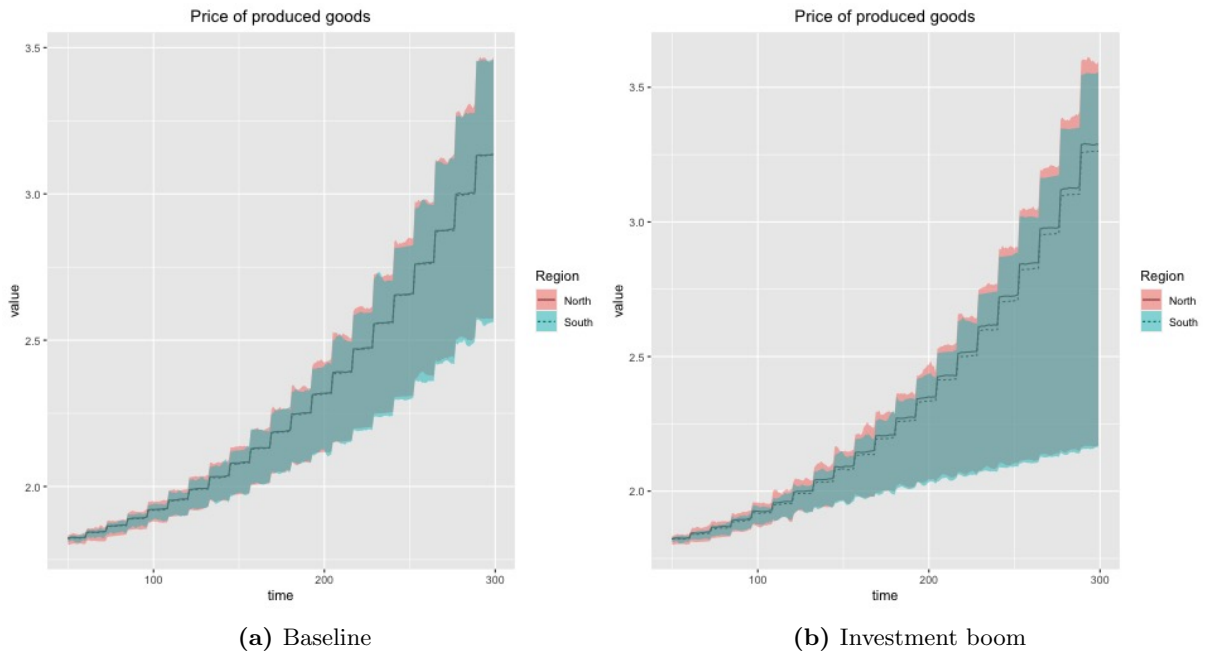 Price of produced goods
3.5
3.0
2.5
2.0
value
100
200
300
time
Region
North
South
(a) Baseline
Price of produced goods
3.5
3.0
2.5
2.0
value
100
200
300
time
Region
North
South
(b) Investment boom